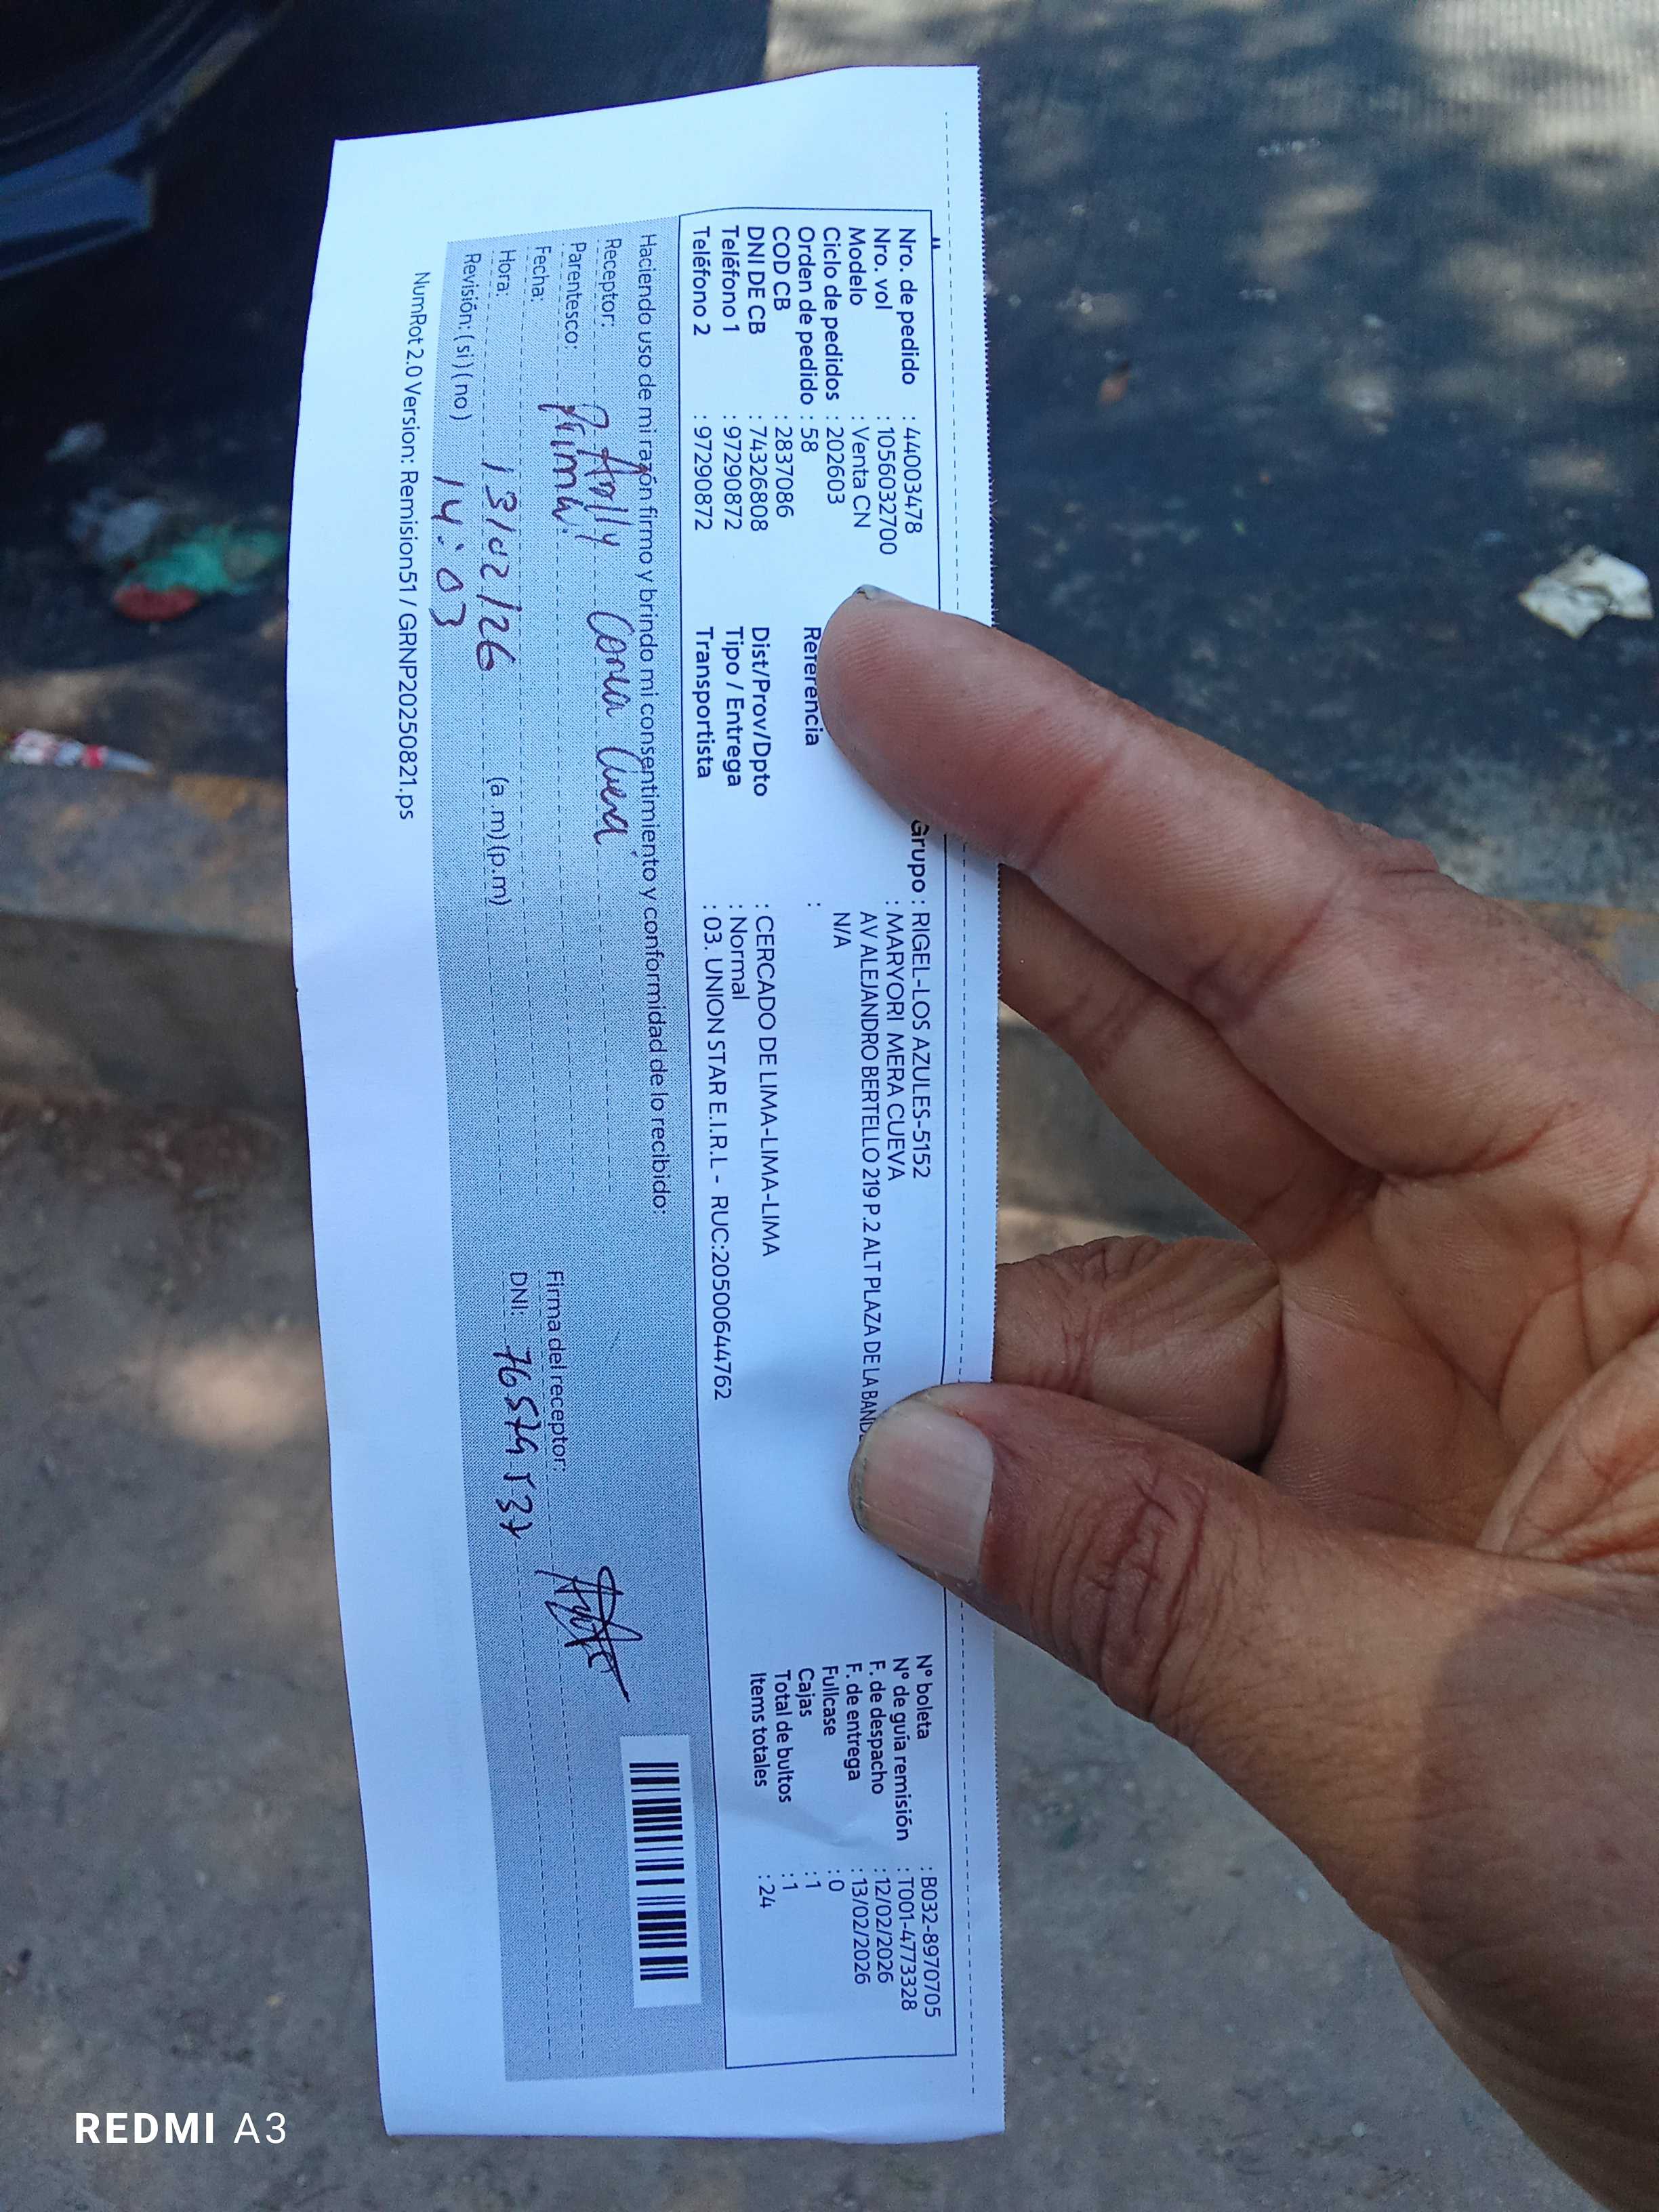 Nro. de pedido : 44003478
Nro. vol : 1056032700
Modelo : Venta CN
Ciclo de pedidos : 202603
Orden de pedido : 58
COD CB : 2837086
DNI DE CB : 74326808
Teléfono 1 : 97290872
Teléfono 2 : 97290872
Grupo : RIGEL-LOS AZULES-5152
: MARYORI MERA CUEVA
AV ALEJANDRO BERTELLO 219 P.2 ALT PLAZA DE LA BAND
N/A
Referencia :
Dist/Prov/Dpto : CERCADO DE LIMA-LIMA-LIMA
Tipo / Entrega : Normal
Transportista : 03. UNION STAR E.I.R.L - RUC:20500644762
N° boleta : B032-8970705
N° de guía remisión : T001-4773328
F. de despacho : 12/02/2026
F. de entrega : 13/02/2026
Fullcase : 0
Cajas : 1
Total de bultos : 1
Items totales : 24
Haciendo uso de mi razón firmo y brindo mi consentimiento y conformidad de lo recibido:
Receptor:
Parentesco:
Fecha: 13/02/26
Hora: 14:03 (a.m)(p.m)
Revisión: (si)(no)
Firma del receptor:
DNI:
NumRot 2.0 Version: Remision51 / GRNP20250821.ps
REDMI A3